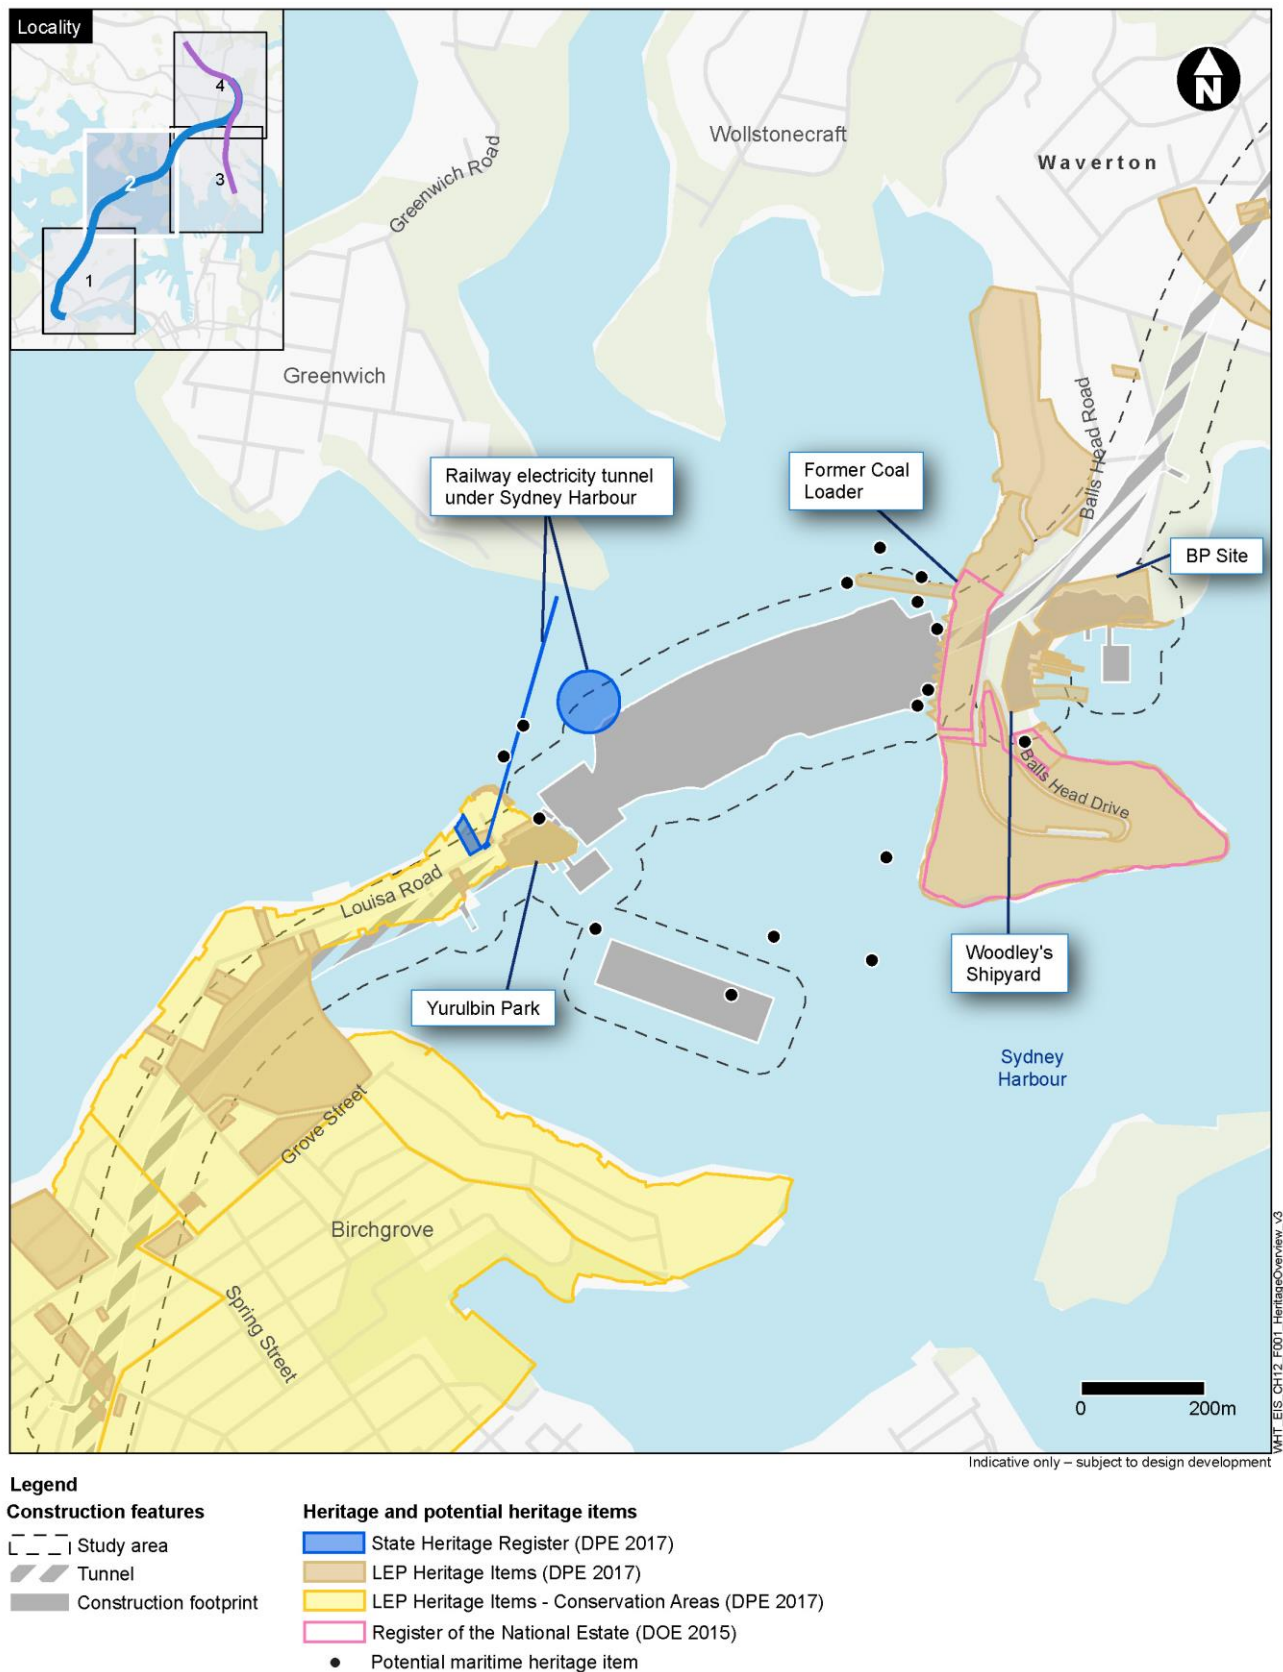 Locality
4
2
3
1
N
Wollstonecraft
Waverton
Greenwich Road
Greenwich
Balls Head Road
Railway electricity tunnel
under Sydney Harbour
Former Coal
Loader
BP Site
Balls Head Drive
Louisa Road
Yurulbin Park
Woodley's
Shipyard
Sydney
Harbour
Grove Street
Birchgrove
Spring Street
0 200m
WHT_EIS_CH12_F001_HeritageOverview_v3
Indicative only – subject to design development
Legend
Construction features
Study area
Tunnel
Construction footprint
Heritage and potential heritage items
State Heritage Register (DPE 2017)
LEP Heritage Items (DPE 2017)
LEP Heritage Items - Conservation Areas (DPE 2017)
Register of the National Estate (DOE 2015)
Potential maritime heritage item